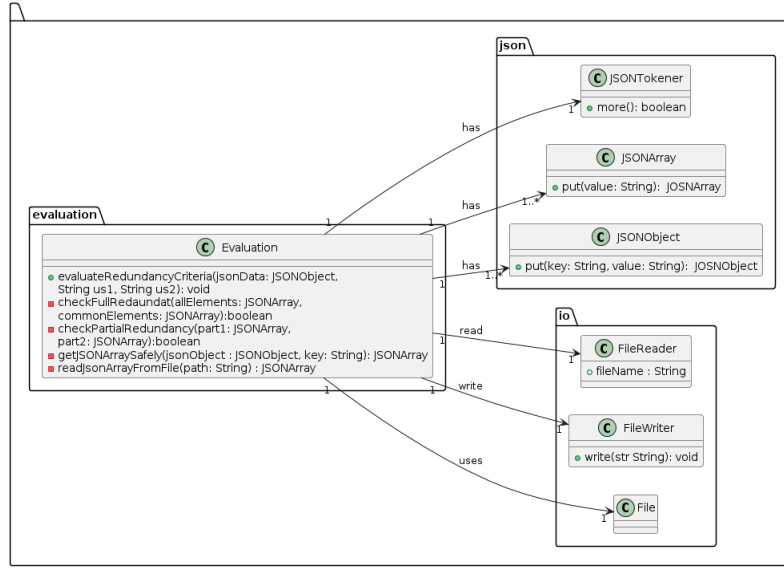 json
C JSONTokener
more(): boolean
1
has
C JSONArray
put(value: String): JOSNArray
1..*
has
C JSONObject
put(key: String, value: String): JOSNObject
1..*
has
evaluation
1
1
C Evaluation
evaluateRedundancyCriteria(jsonData: JSONObject,
String us1, String us2): void
checkFullRedaundat(allElements: JSONArray,
commonElements: JSONArray):boolean
checkPartialRedundancy(part1: JSONArray,
part2: JSONArray):boolean
getJSONArraySafely(jsonObject : JSONObject, key: String): JSONArray
readJsonArrayFromFile(path: String) : JSONArray
1
1
1
1
io
read
C FileReader
fileName : String
1
write
C FileWriter
write(str String): void
1
uses
C File
1